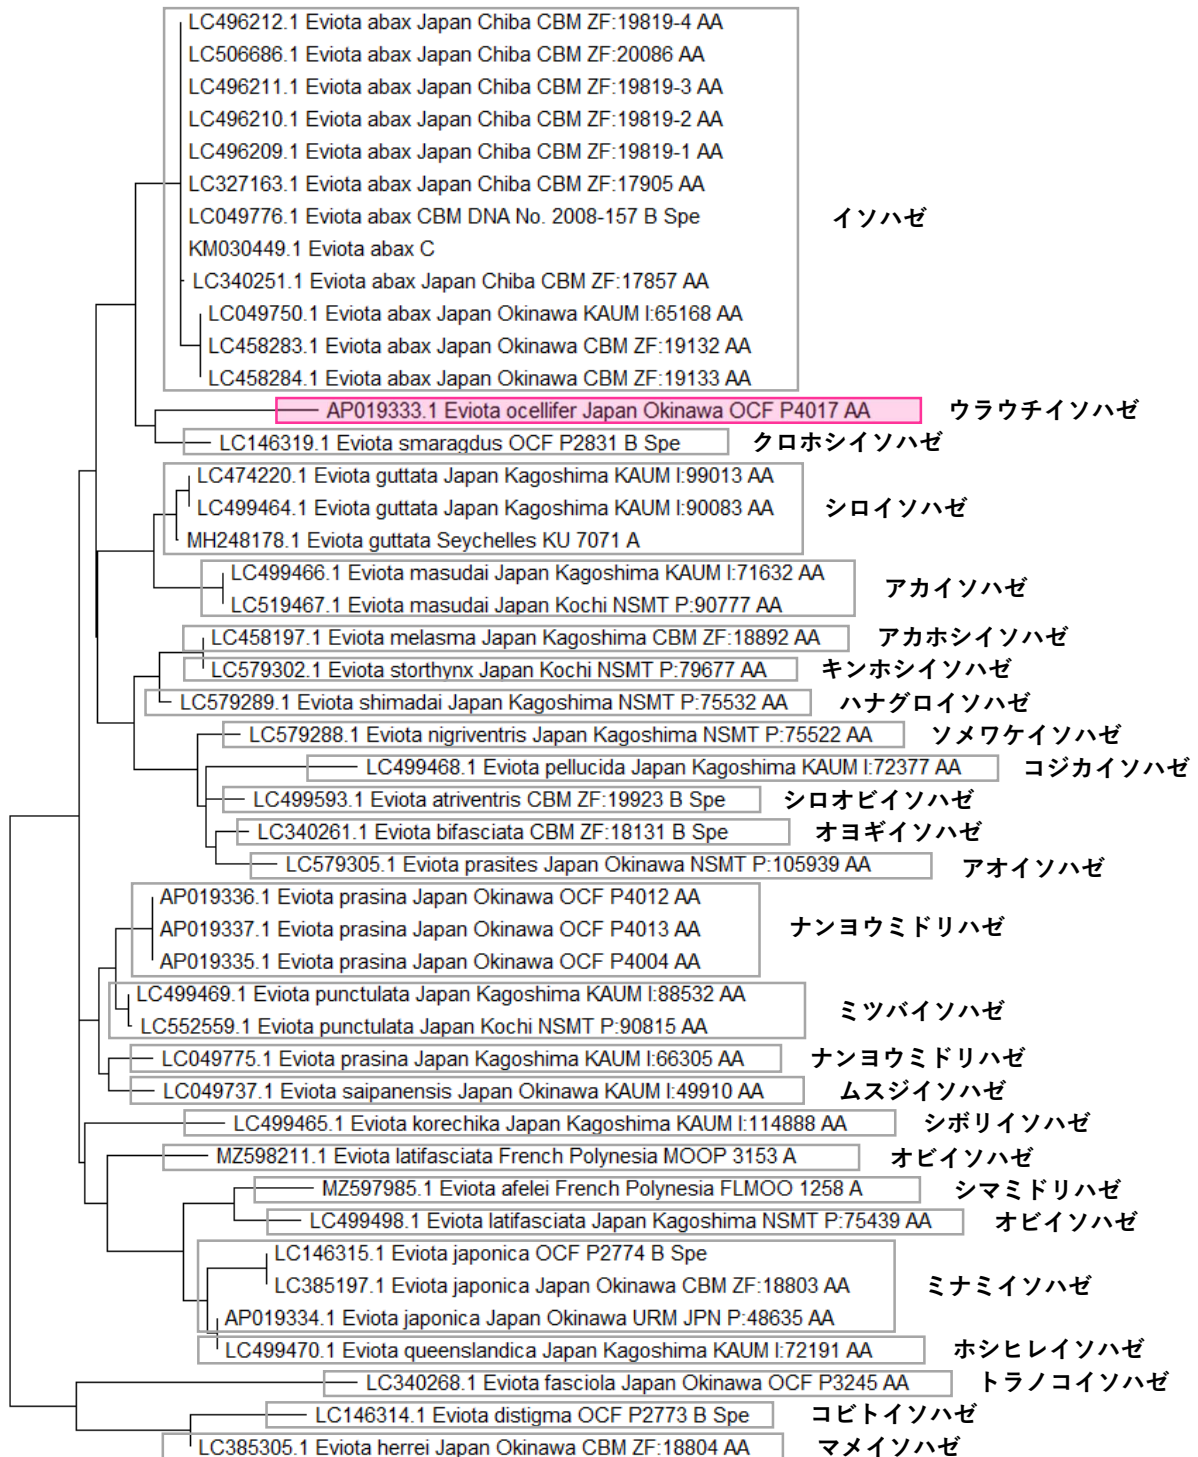 LC496212.1 Eviota abax Japan Chiba CBM ZF:19819-4 AA
LC506686.1 Eviota abax Japan Chiba CBM ZF:20086 AA
LC496211.1 Eviota abax Japan Chiba CBM ZF:19819-3 AA
LC496210.1 Eviota abax Japan Chiba CBM ZF:19819-2 AA
LC496209.1 Eviota abax Japan Chiba CBM ZF:19819-1 AA
LC327163.1 Eviota abax Japan Chiba CBM ZF:17905 AA
LC049776.1 Eviota abax CBM DNA No. 2008-157 B Spe
イソハゼ
KM030449.1 Eviota abax C
LC340251.1 Eviota abax Japan Chiba CBM ZF:17857 AA
LC049750.1 Eviota abax Japan Okinawa KAUM I:65168 AA
LC458283.1 Eviota abax Japan Okinawa CBM ZF:19132 AA
LC458284.1 Eviota abax Japan Okinawa CBM ZF:19133 AA
AP019333.1 Eviota ocellifer Japan Okinawa OCF P4017 AA
ウラウチイソハゼ
LC146319.1 Eviota smaragdus OCF P2831 B Spe
クロホシイソハゼ
LC474220.1 Eviota guttata Japan Kagoshima KAUM I:99013 AA
LC499464.1 Eviota guttata Japan Kagoshima KAUM I:90083 AA
シロイソハゼ
MH248178.1 Eviota guttata Seychelles KU 7071 A
LC499466.1 Eviota masudai Japan Kagoshima KAUM I:71632 AA
アカイソハゼ
LC519467.1 Eviota masudai Japan Kochi NSMT P:90777 AA
LC458197.1 Eviota melasma Japan Kagoshima CBM ZF:18892 AA
アカホシイソハゼ
LC579302.1 Eviota storthynx Japan Kochi NSMT P:79677 AA
キンホシイソハゼ
LC579289.1 Eviota shimadai Japan Kagoshima NSMT P:75532 AA
ハナグロイソハゼ
LC579288.1 Eviota nigriventris Japan Kagoshima NSMT P:75522 AA
ソメワケイソハゼ
LC499468.1 Eviota pellucida Japan Kagoshima KAUM I:72377 AA
コジカイソハゼ
LC499593.1 Eviota atriventris CBM ZF:19923 B Spe
シロオビイソハゼ
LC340261.1 Eviota bifasciata CBM ZF:18131 B Spe
オヨギイソハゼ
LC579305.1 Eviota prasites Japan Okinawa NSMT P:105939 AA
アオイソハゼ
AP019336.1 Eviota prasina Japan Okinawa OCF P4012 AA
AP019337.1 Eviota prasina Japan Okinawa OCF P4013 AA
ナンヨウミドリハゼ
AP019335.1 Eviota prasina Japan Okinawa OCF P4004 AA
LC499469.1 Eviota punctulata Japan Kagoshima KAUM I:88532 AA
ミツバイソハゼ
LC552559.1 Eviota punctulata Japan Kochi NSMT P:90815 AA
LC049775.1 Eviota prasina Japan Kagoshima KAUM I:66305 AA
ナンヨウミドリハゼ
LC049737.1 Eviota saipanensis Japan Okinawa KAUM I:49910 AA
ムスジイソハゼ
LC499465.1 Eviota korechika Japan Kagoshima KAUM I:114888 AA
シボリイソハゼ
MZ598211.1 Eviota latifasciata French Polynesia MOOP 3153 A
オビイソハゼ
MZ597985.1 Eviota afelei French Polynesia FLMOO 1258 A
シマミドリハゼ
LC499498.1 Eviota latifasciata Japan Kagoshima NSMT P:75439 AA
オビイソハゼ
LC146315.1 Eviota japonica OCF P2774 B Spe
LC385197.1 Eviota japonica Japan Okinawa CBM ZF:18803 AA
ミナミイソハゼ
AP019334.1 Eviota japonica Japan Okinawa URM JPN P:48635 AA
LC499470.1 Eviota queenslandica Japan Kagoshima KAUM I:72191 AA
ホシヒレイソハゼ
LC340268.1 Eviota fasciola Japan Okinawa OCF P3245 AA
トラノコイソハゼ
LC146314.1 Eviota distigma OCF P2773 B Spe
コビトイソハゼ
LC385305.1 Eviota herrei Japan Okinawa CBM ZF:18804 AA
マメイソハゼ